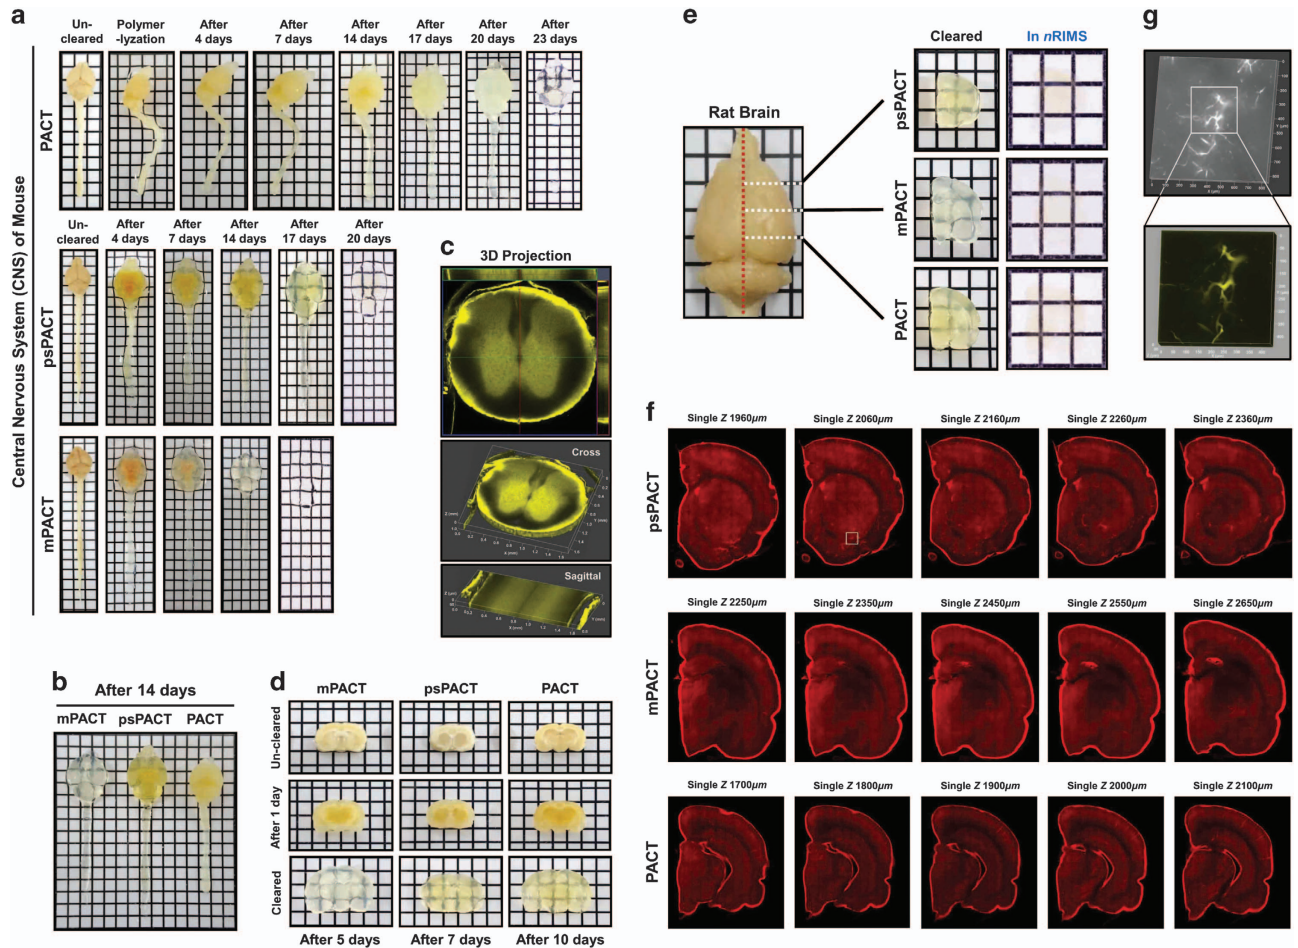 a
Un-
cleared
Polymer
-lyzation
After
4 days
After
7 days
After
14 days
After
17 days
After
20 days
After
23 days
PACT
Central Nervous System (CNS) of Mouse
Un-
cleared
After
4 days
After
7 days
After
14 days
After
17 days
After
20 days
psPACT
mPACT
b
After 14 days
mPACT psPACT PACT
c
3D Projection
Cross
Sagittal
d
mPACT psPACT PACT
Un-cleared
After 1 day
Cleared
After 5 days After 7 days After 10 days
e
Cleared In nRIMS
Rat Brain
psPACT
mPACT
PACT
f
Single Z 1960µm Single Z 2060µm Single Z 2160µm Single Z 2260µm Single Z 2360µm
psPACT
Single Z 2250µm Single Z 2350µm Single Z 2450µm Single Z 2550µm Single Z 2650µm
mPACT
Single Z 1700µm Single Z 1800µm Single Z 1900µm Single Z 2000µm Single Z 2100µm
PACT
g